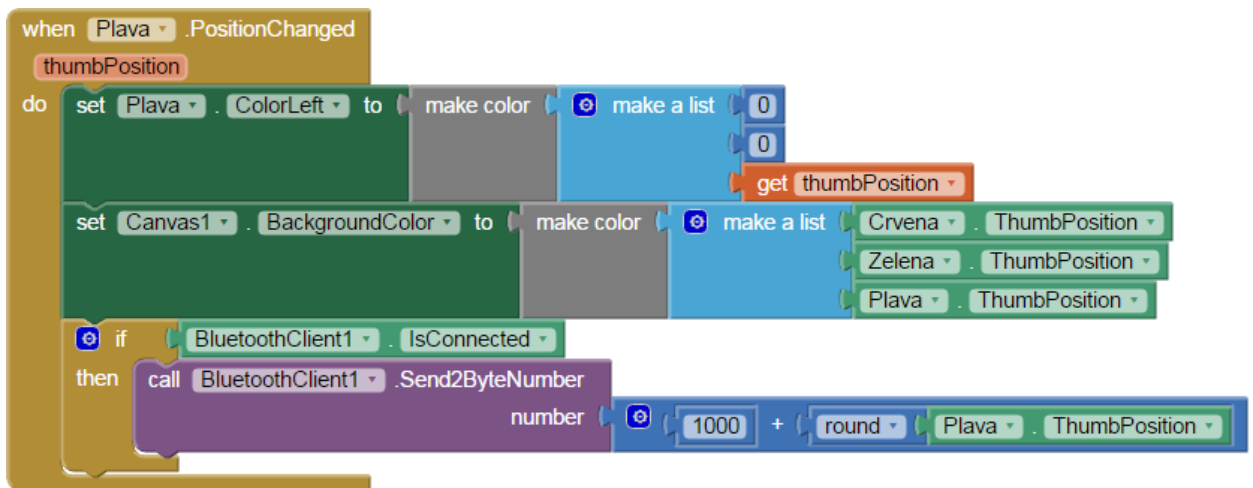 when Plava .PositionChanged
thumbPosition
do set Plava . ColorLeft to make color make a list 0
0
get thumbPosition
set Canvas1 . BackgroundColor to make color make a list Crvena . ThumbPosition
Zelena . ThumbPosition
Plava . ThumbPosition
if BluetoothClient1 . IsConnected
then call BluetoothClient1 .Send2ByteNumber
number 1000 + round Plava . ThumbPosition